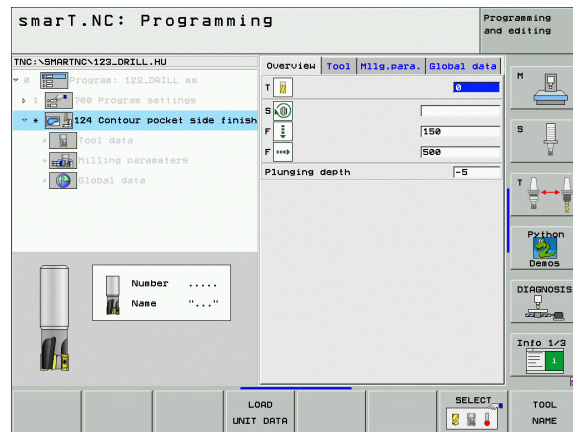 smarT.NC: Programming
Programming and editing
TNC:\SMARTNC\123_DRILL.HU
0 Program: 123_DRILL mm
1 700 Program settings
* 124 Contour pocket side finish
* Tool data
* Milling parameters
* Global data
Overview Tool Mllg.para. Global data
T 0
S
F 150
F 500
Plunging depth -5
Number .....
Name "..."
M
S
T
Python
Demos
DIAGNOSIS
Info 1/3
LOAD
UNIT DATA
SELECT
TOOL
NAME